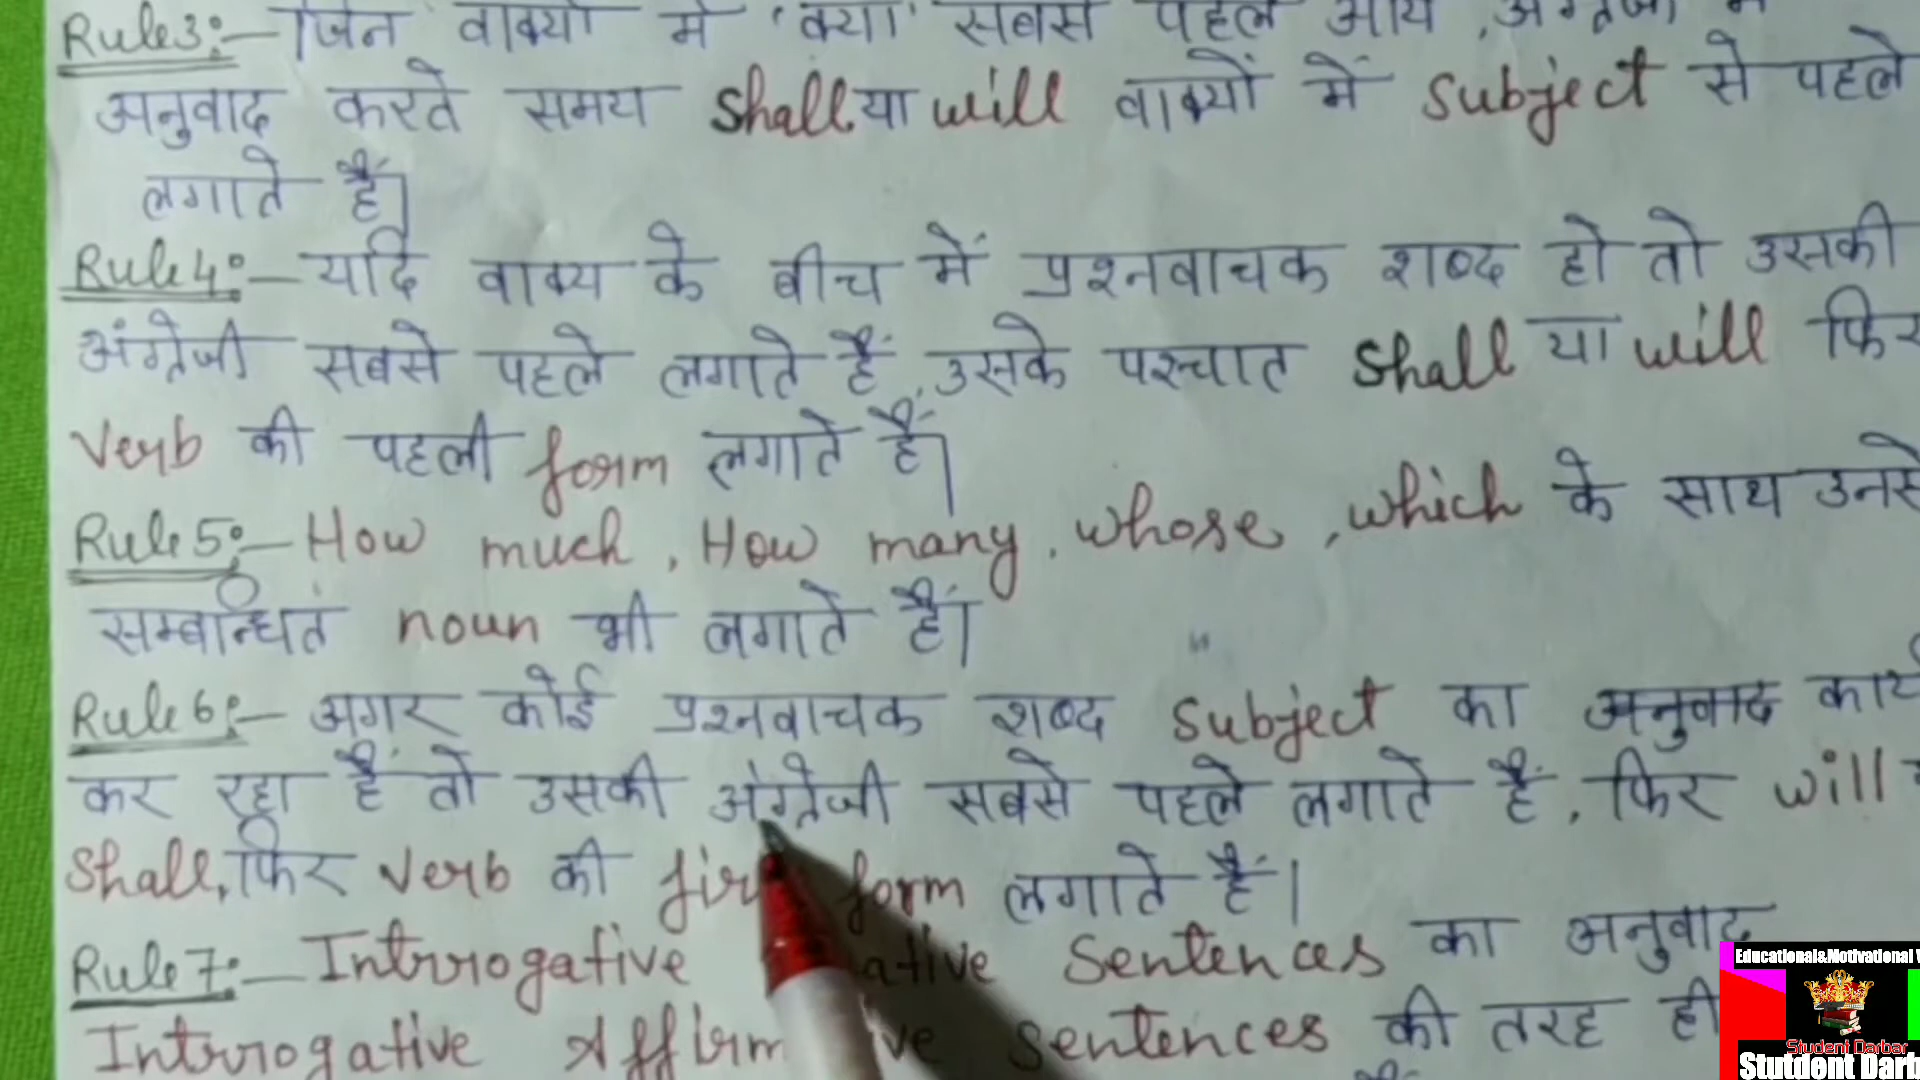 Rule3:- जिन वाक्यों में 'क्या' सबसे पहले आये, अंग्रेजी में
अनुवाद करते समय shall या will वाक्यों में subject से पहले
लगाते हैं।
Rule4:- यदि वाक्य के बीच में प्रश्नवाचक शब्द हो तो उसकी
अंग्रेजी सबसे पहले लगाते हैं, उसके पश्चात shall या will फिर
verb की पहली form लगाते हैं।
Rule5:- How much, How many, whose, which के साथ उनसे
सम्बन्धित noun भी लगाते हैं।
Rule6:- अगर कोई प्रश्नवाचक शब्द subject का अनुवाद कार्य
कर रहा हैं तो उसकी अंग्रेजी सबसे पहले लगाते हैं, फिर will
shall, फिर verb की form लगाते हैं।
Rule7:- Introgative Sentences का अनुवाद
Introgative sentences की तरह ही
Educational&Motivational
Student Darbar
Stutdent Darb